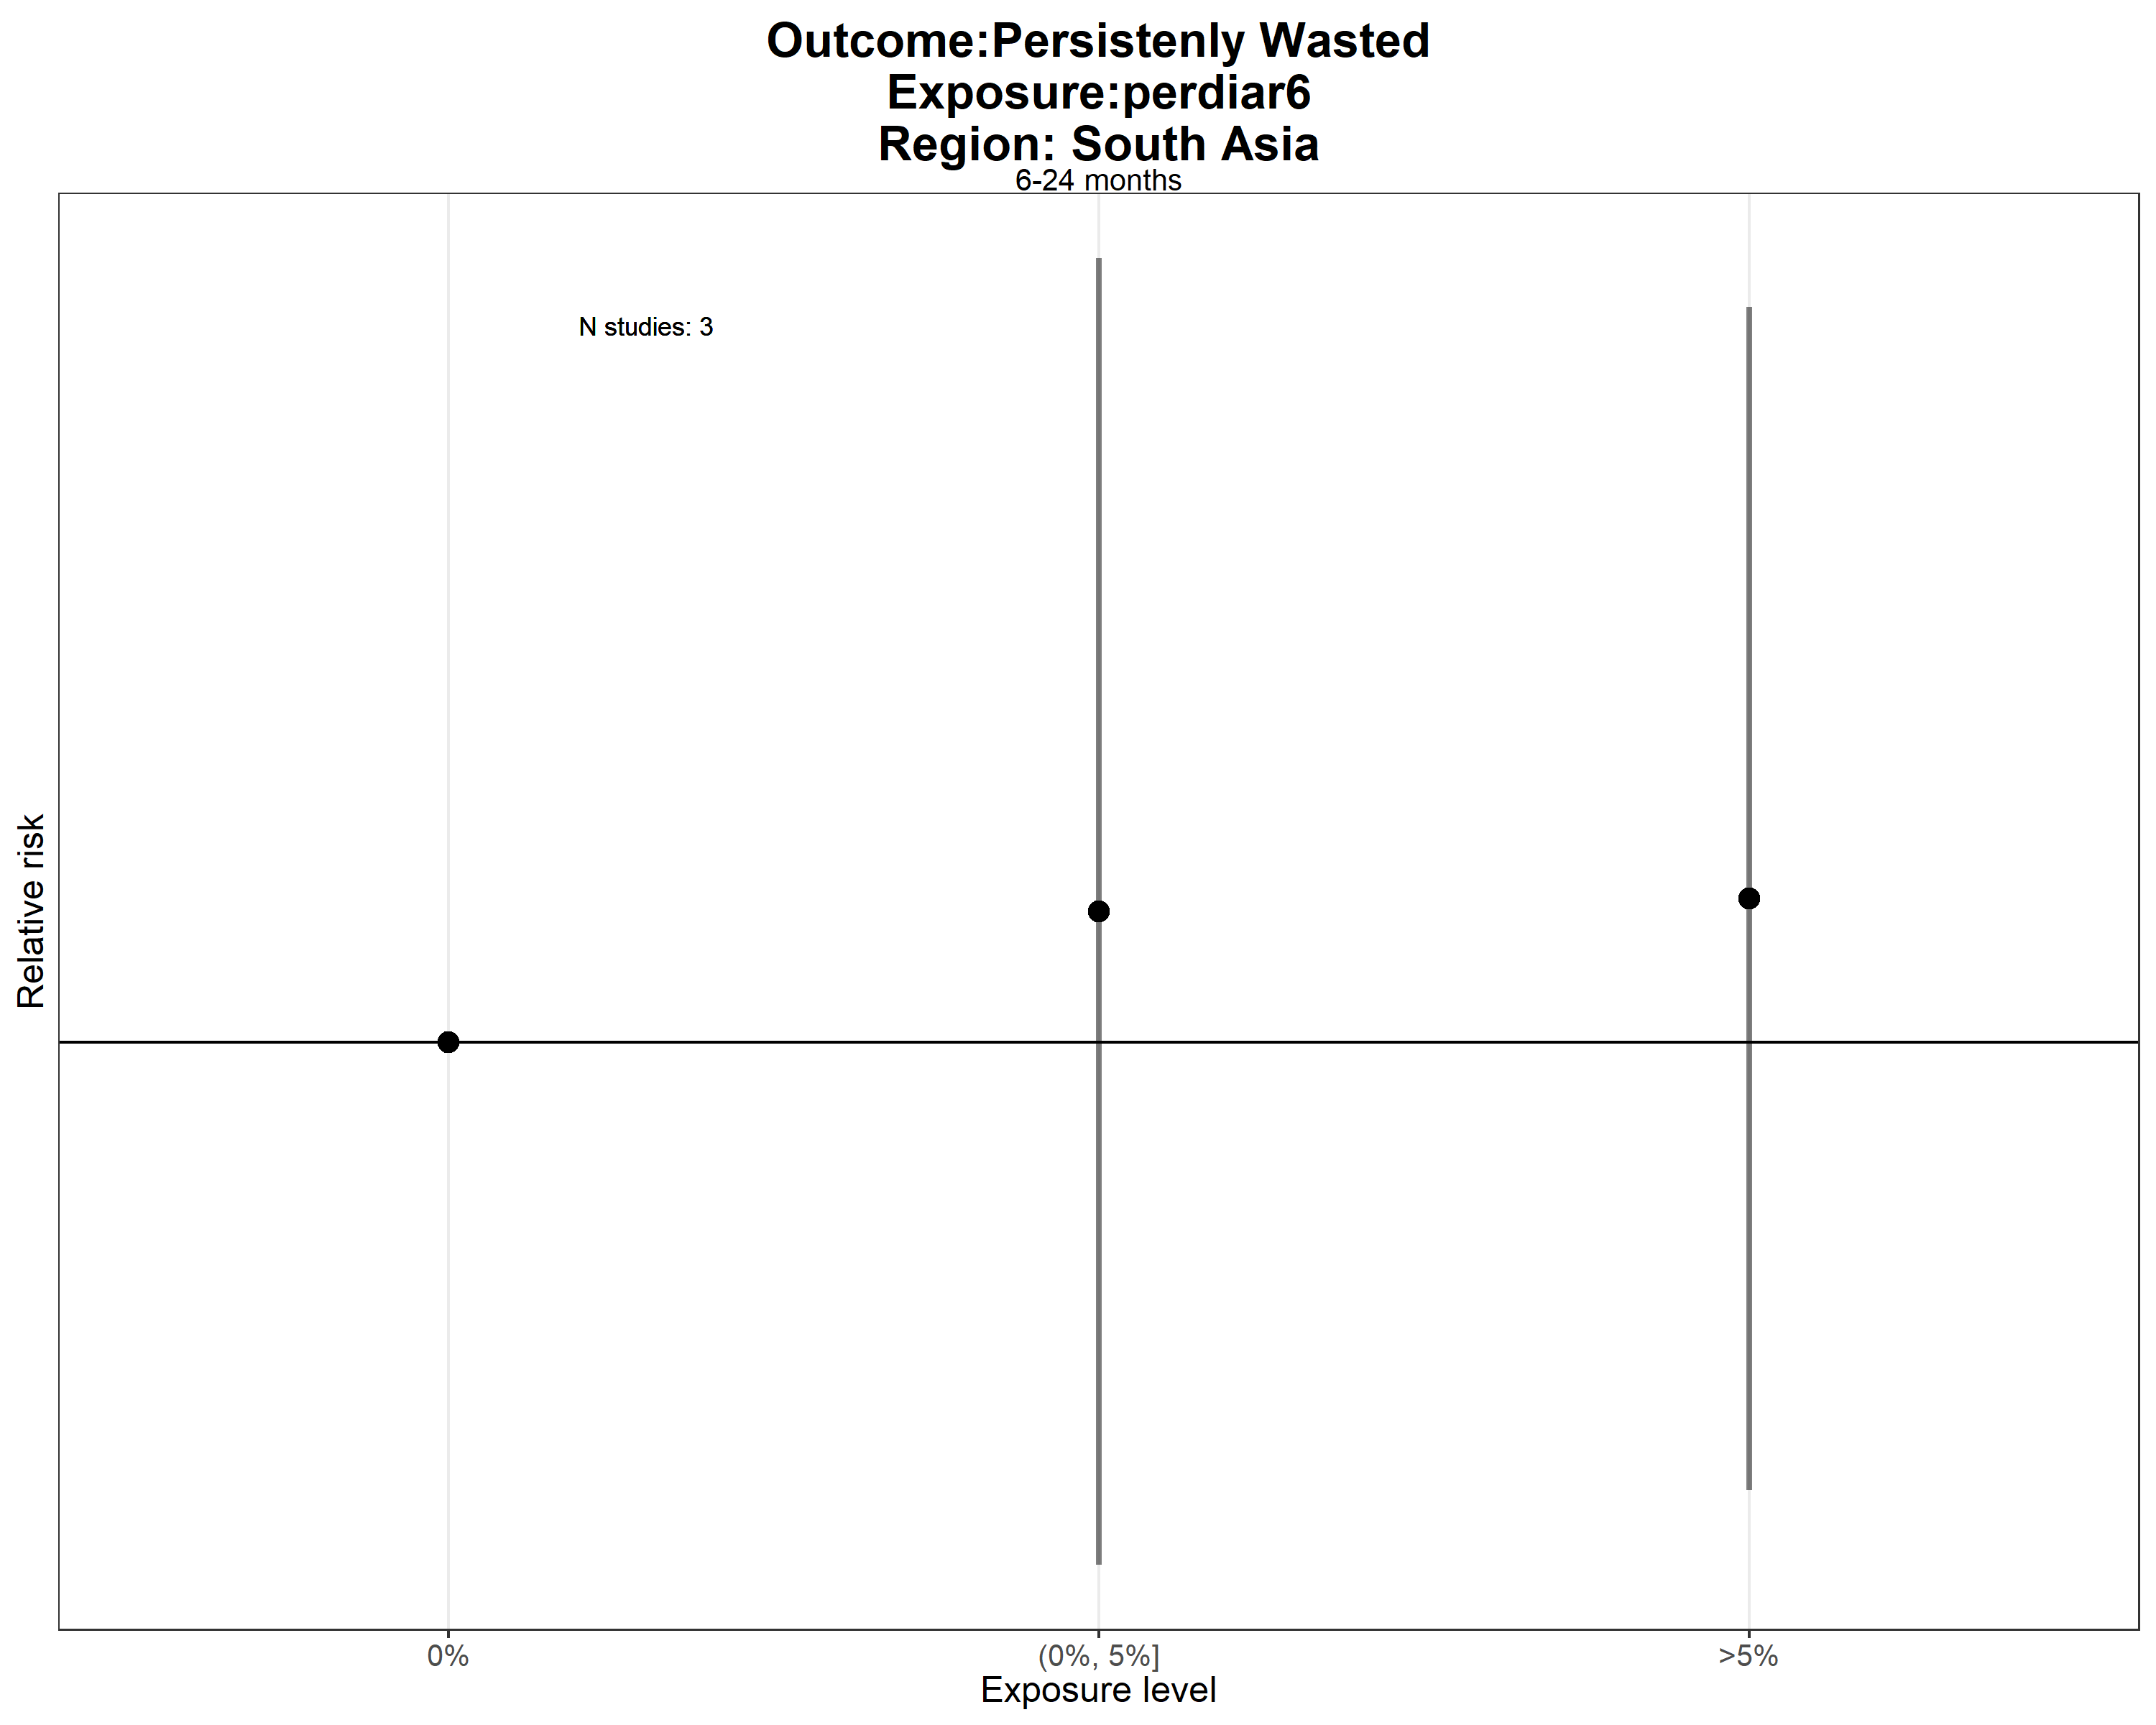 Outcome:Persistenly Wasted
Exposure:perdiar6
Region: South Asia
6-24 months
N studies: 3
Relative risk
0%
(0%, 5%]
>5%
Exposure level